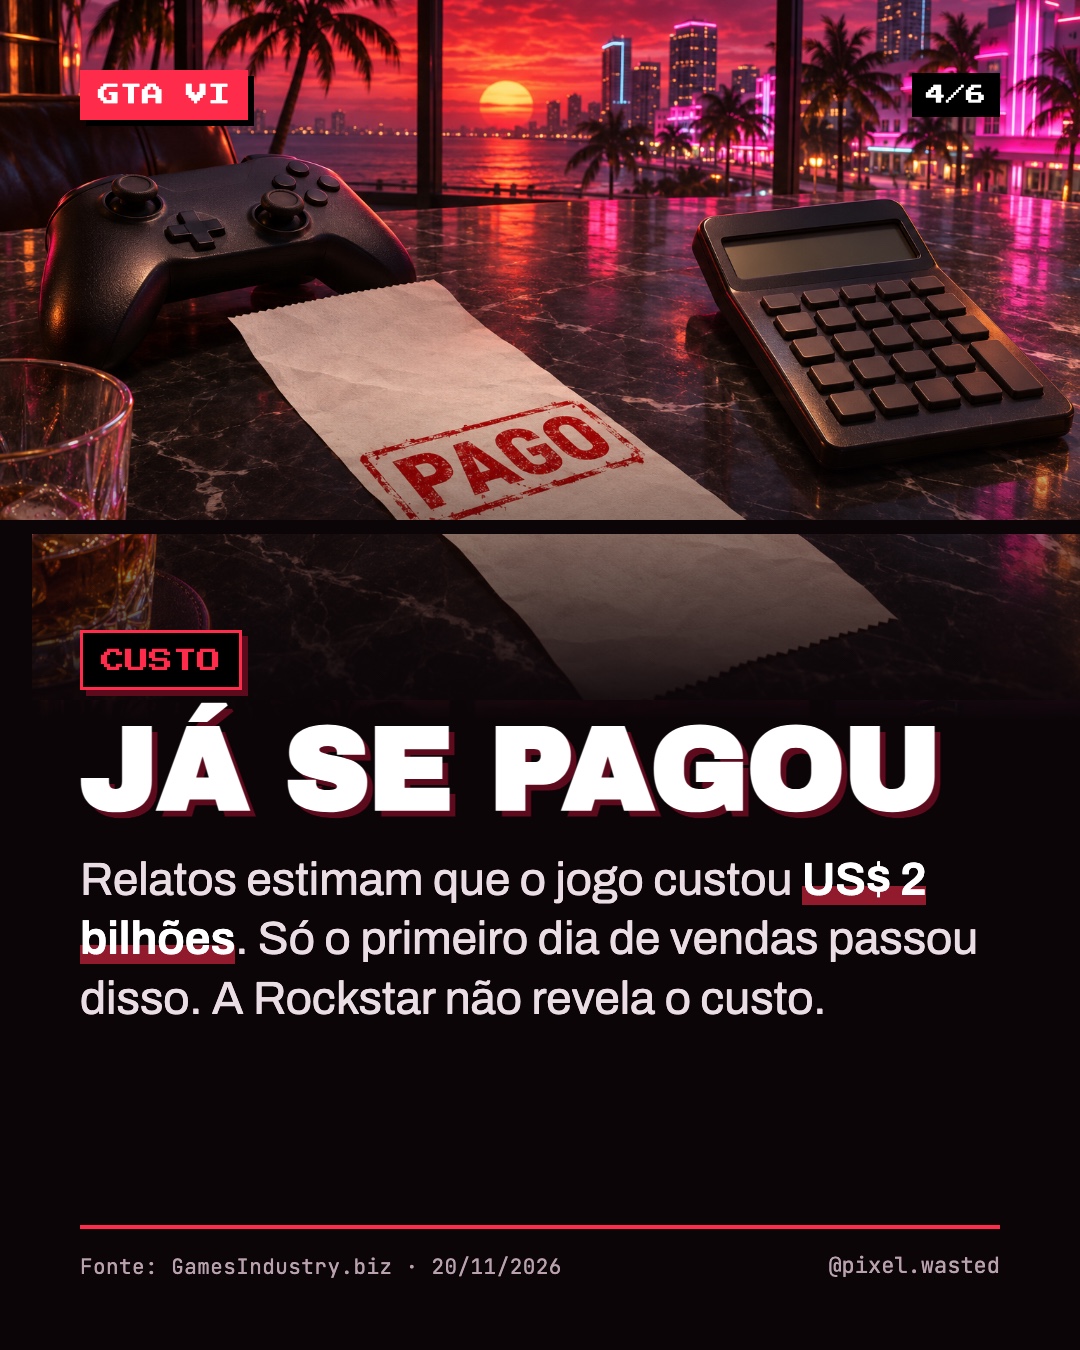 GTA VI
4/6
PAGO
CUSTO
JÁ SE PAGOU
Relatos estimam que o jogo custou US$ 2
bilhões. Só o primeiro dia de vendas passou
disso. A Rockstar não revela o custo.
Fonte: GamesIndustry.biz · 20/11/2026
@pixel.wasted